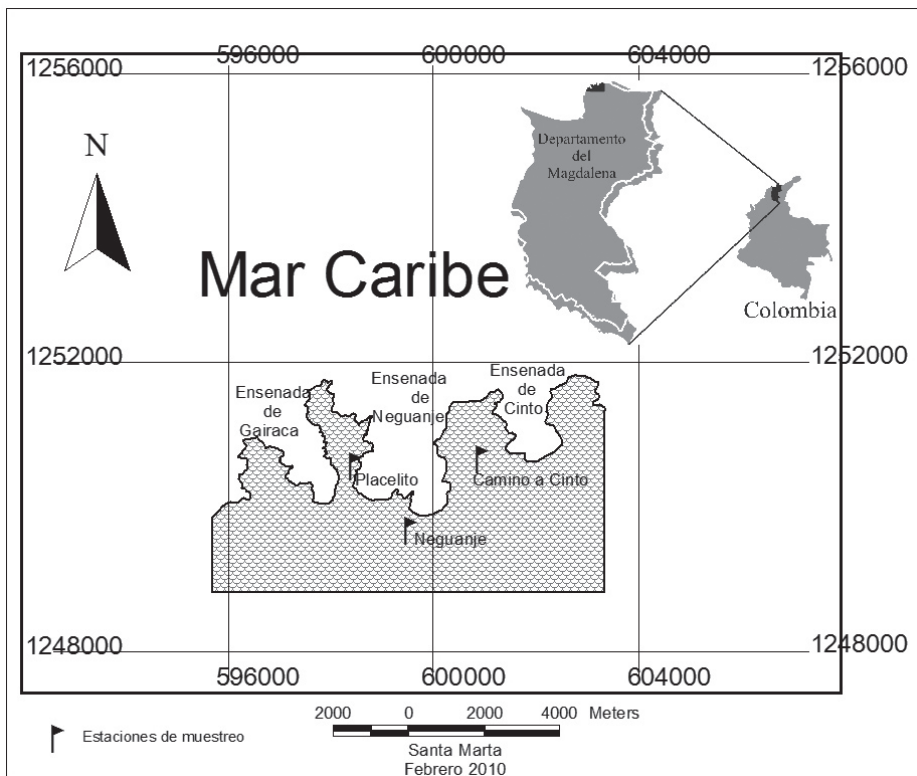 596000 600000 604000
1256000 1256000
N
Departamento
del
Magdalena
Mar Caribe
Colombia
1252000 1252000
Ensenada
de
Gairaca
Ensenada
de
Neguanje
Ensenada
de
Cinto
Placelito
Camino a Cinto
Neguanje
1248000 1248000
596000 600000 604000
Estaciones de muestreo
2000 0 2000 4000 Meters
Santa Marta
Febrero 2010